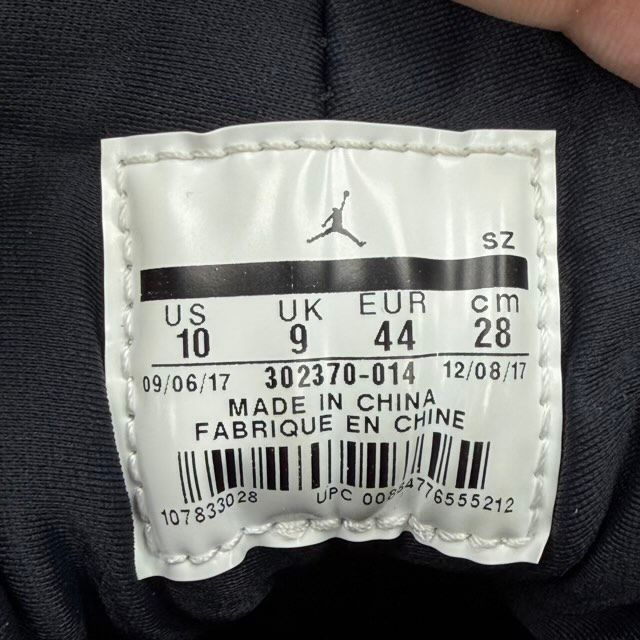 SZ
US UK EUR cm
10 9 44 28
09/06/17 302370-014 12/08/17
MADE IN CHINA
FABRIQUE EN CHINE
107833028 UPC